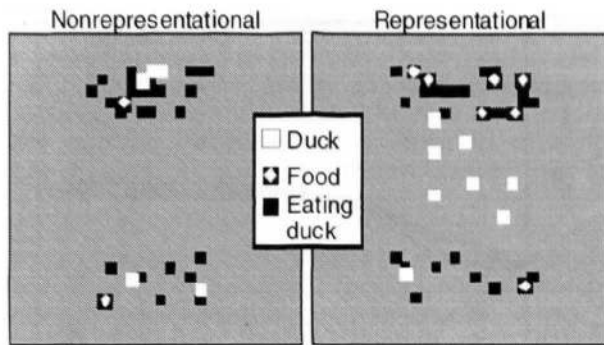 Nonrepresentational
Representational
Duck
Food
Eating
duck